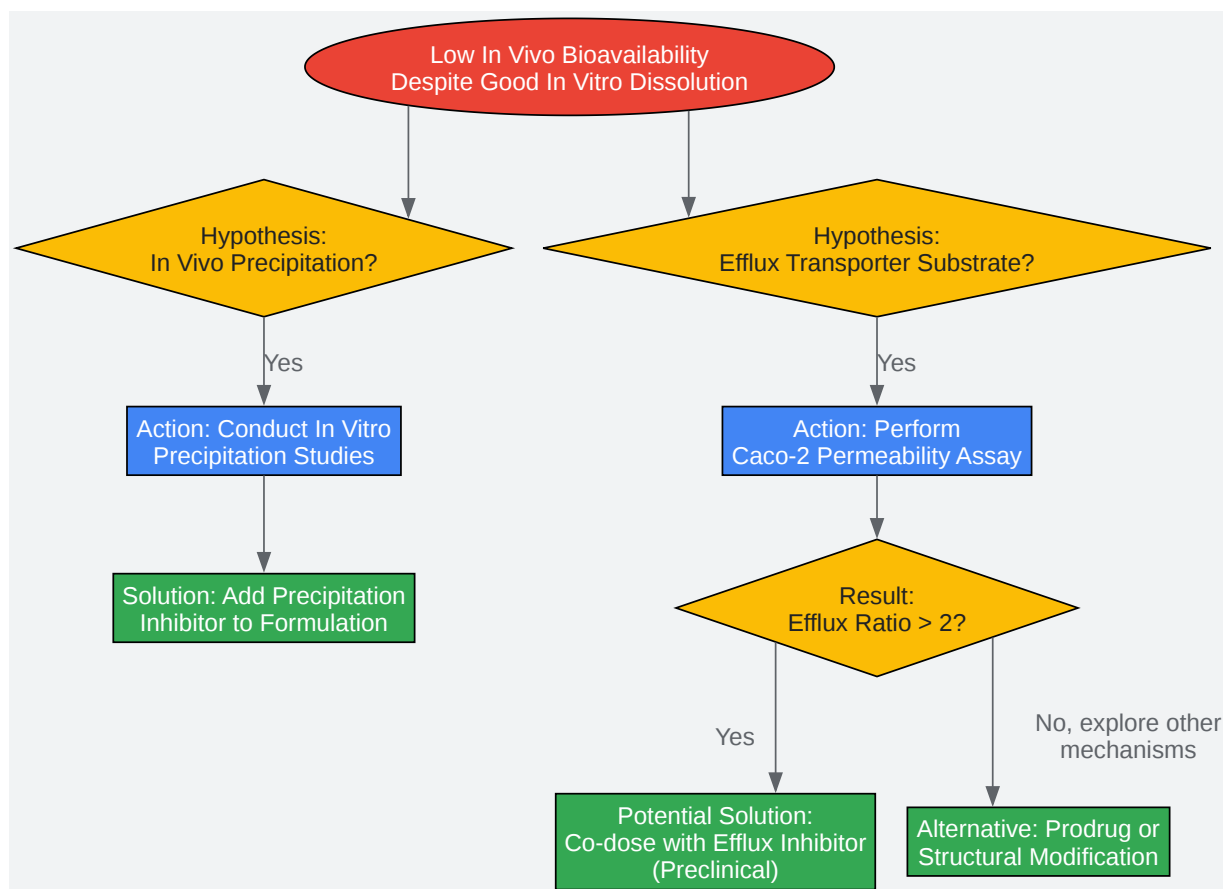 Low In Vivo Bioavailability
Despite Good In Vitro Dissolution
Hypothesis:
In Vivo Precipitation?
Hypothesis:
Efflux Transporter Substrate?
Yes
Yes
Action: Conduct In Vitro
Precipitation Studies
Action: Perform
Caco-2 Permeability Assay
Solution: Add Precipitation
Inhibitor to Formulation
Result:
Efflux Ratio > 2?
Yes
No, explore other
mechanisms
Potential Solution:
Co-dose with Efflux Inhibitor
(Preclinical)
Alternative: Prodrug or
Structural Modification